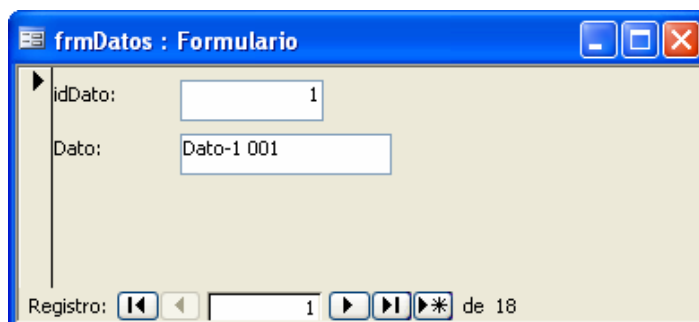 frmDatos : Formulario
idDato: 1
Dato: Dato-1 001
Registro: 1 de 18